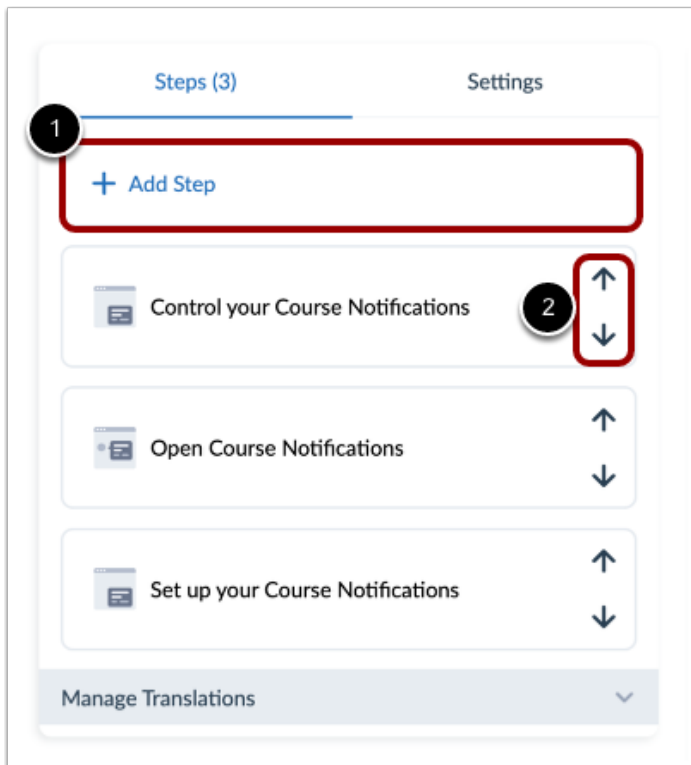 Steps (3)
Settings
1
+ Add Step
Control your Course Notifications
2
Open Course Notifications
Set up your Course Notifications
Manage Translations